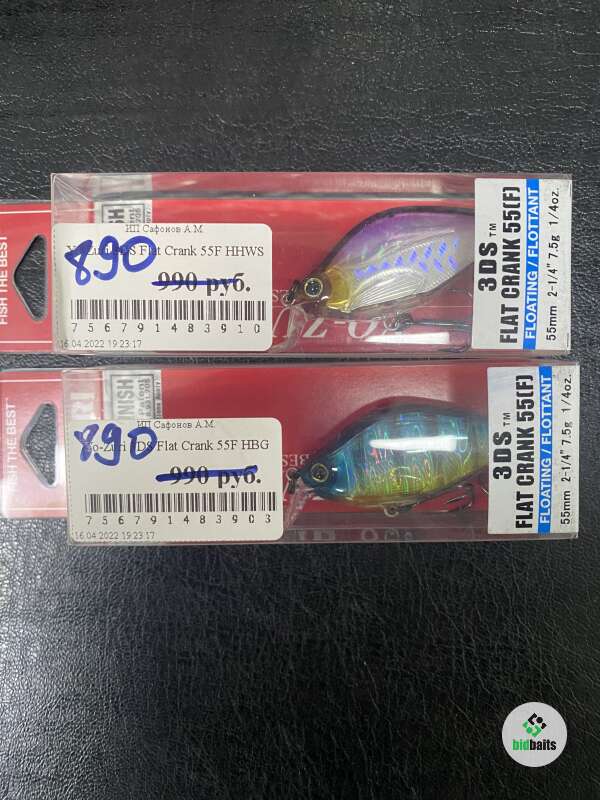 FISH THE BEST
ИП Сафонов А.М.
Flat Crank 55F HHWS
890
990 руб.
7 5 6 7 9 1 4 8 3 9 1 0
16.04.2022 19:23:17
3DS™
FLAT CRANK 55(F)
FLOATING / FLOTTANT
55mm 2-1/4" 7.5g 1/4oz.
FISH THE BEST
ИП Сафонов А.М.
Flat Crank 55F HBG
890
990 руб.
7 5 6 7 9 1 4 8 3 9 0 3
16.04.2022 19:23:17
3DS™
FLAT CRANK 55(F)
FLOATING / FLOTTANT
55mm 2-1/4" 7.5g 1/4oz.
bidbaits